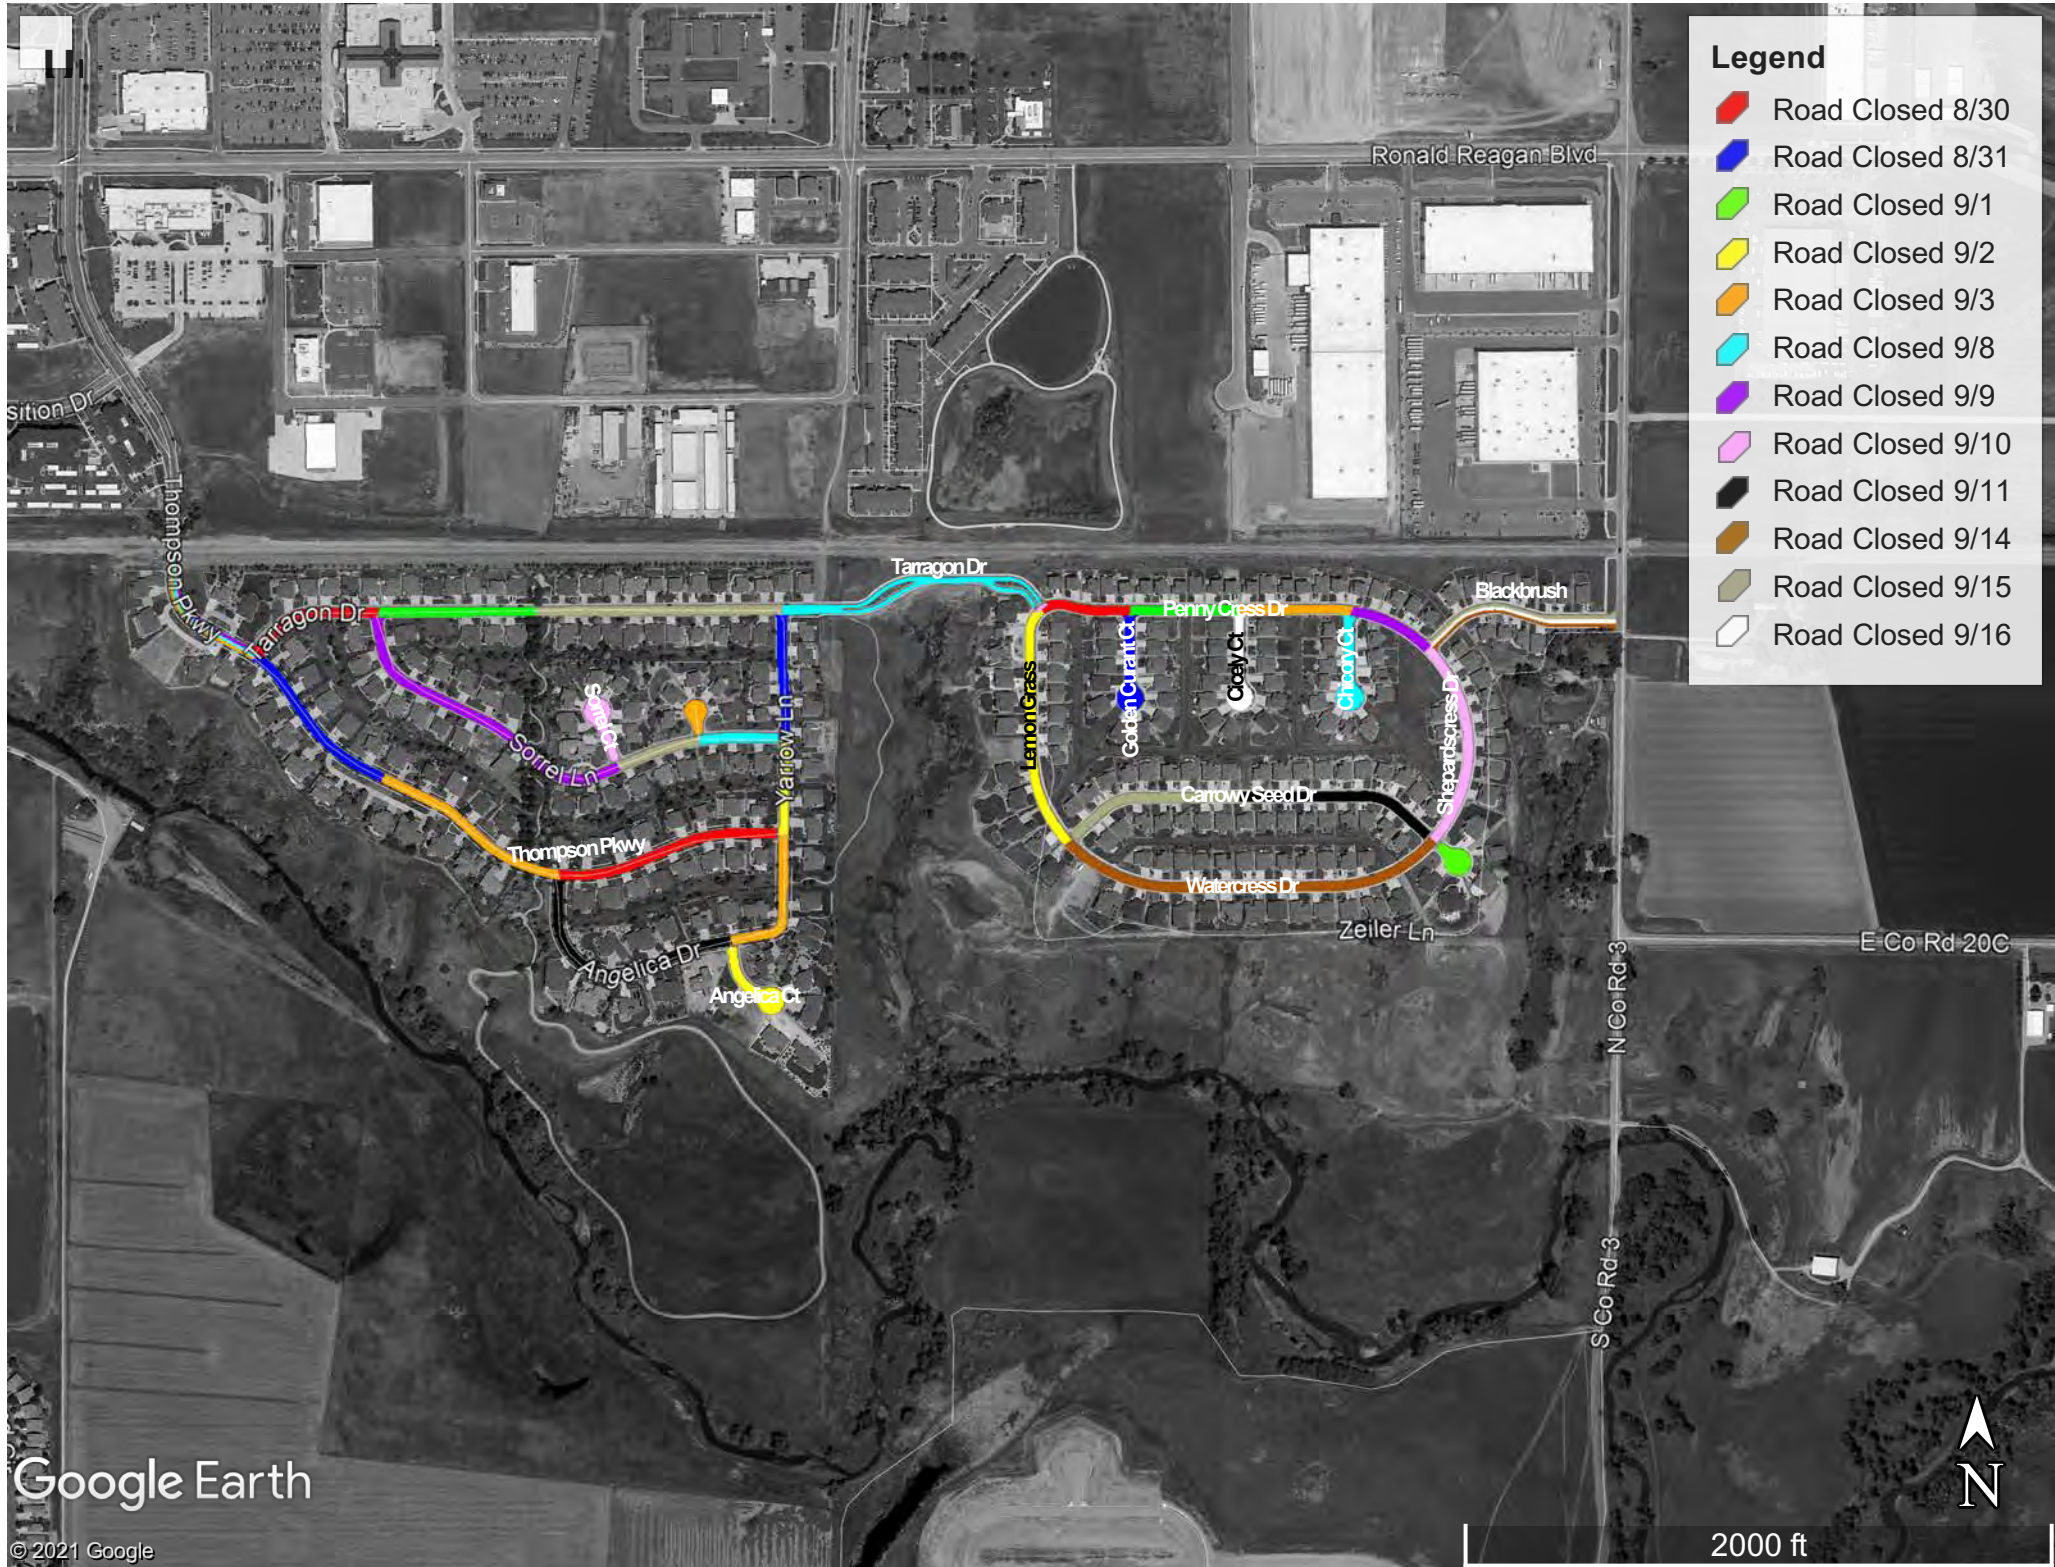 Legend
Road Closed 8/30
Road Closed 8/31
Road Closed 9/1
Road Closed 9/2
Road Closed 9/3
Road Closed 9/8
Road Closed 9/9
Road Closed 9/10
Road Closed 9/11
Road Closed 9/14
Road Closed 9/15
Road Closed 9/16
Ronald Reagan Blvd
sition Dr
Thompson Pkwy
Tarragon Dr
Tarragon Dr
Blackbrush
Penny Cress Dr
Golden Currant Ct
Cicely Ct
Chicory Ct
Lemon Grass
Shepardscress Dr
Sorrel Ct
Sorrel Ln
Yarrow Ln
Carrowy Seed Dr
Thompson Pkwy
Watercress Dr
Zeiler Ln
E Co Rd 20C
Angelica Dr
Angelica Ct
N Co Rd 3
S Co Rd 3
Google Earth
N
2000 ft
© 2021 Google